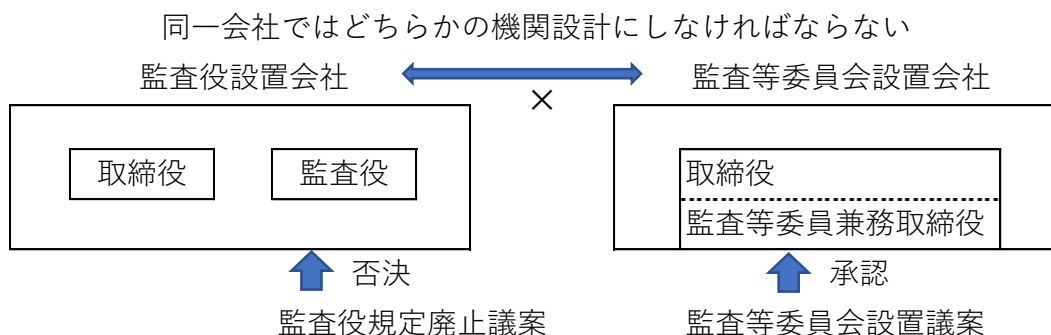 同一会社ではどちらかの機関設計にしなければならない
監査役設置会社
監査等委員会設置会社
×
取締役
監査役
取締役
監査等委員兼務取締役
否決
承認
監査役規定廃止議案
監査等委員会設置議案